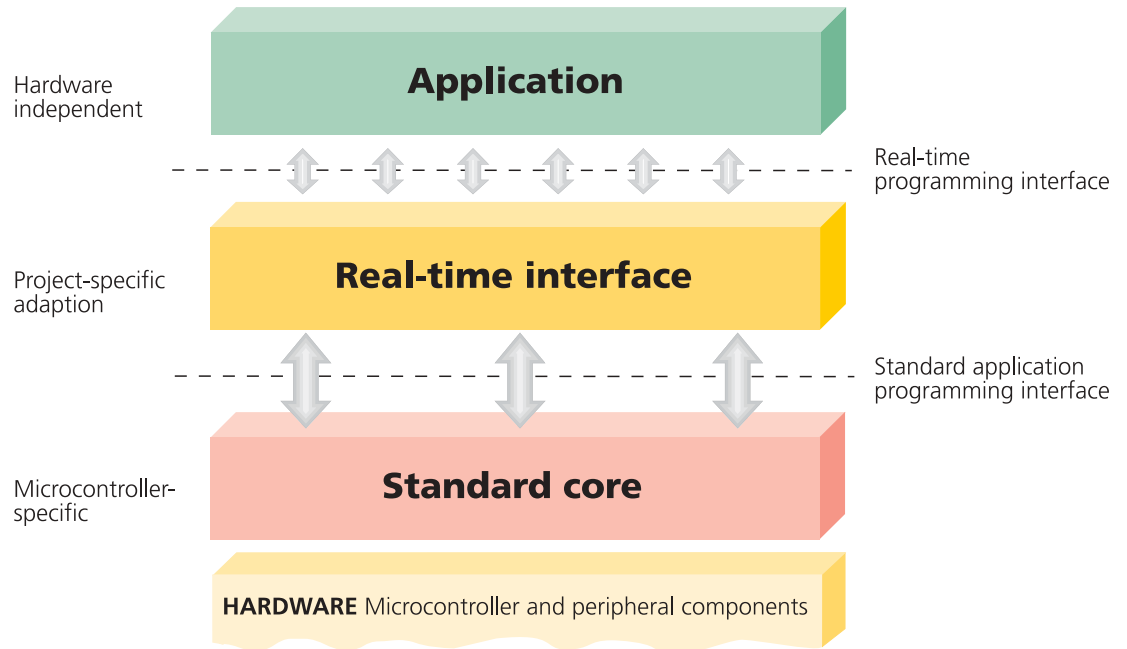 Application
Hardware
independent
Real-time
programming interface
Real-time interface
Project-specific
adaption
Standard application
programming interface
Standard core
Microcontroller-
specific
HARDWARE Microcontroller and peripheral components